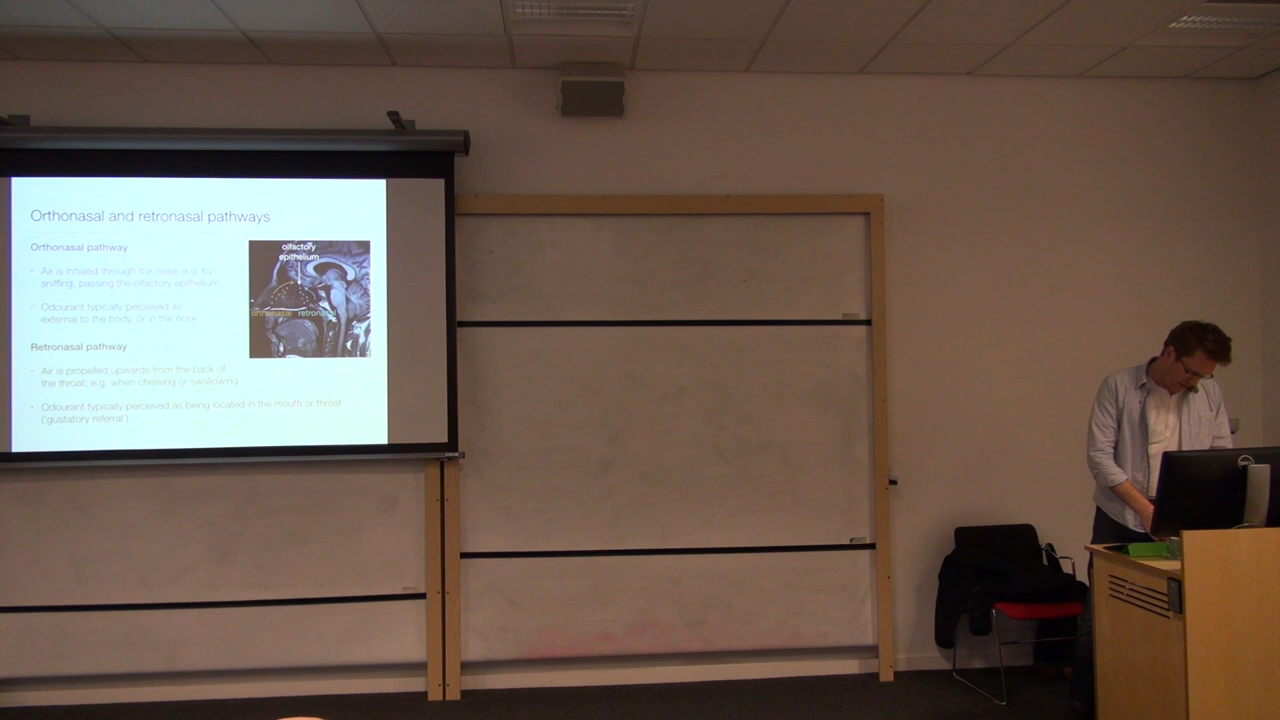 Orthonasal and retronasal pathways
Orthonasal pathway
• Air is inhaled through the nose, e.g. by
sniffing, passing the olfactory epithelium
• Odourant typically perceived as
external to the body, or in the nose
olfactory
epithelium
orthonasal retronasal
Retronasal pathway
• Air is propelled upwards from the back of
the throat; e.g. when chewing or swallowing
• Odourant typically perceived as being located in the mouth or throat
('gustatory referral')
DELL